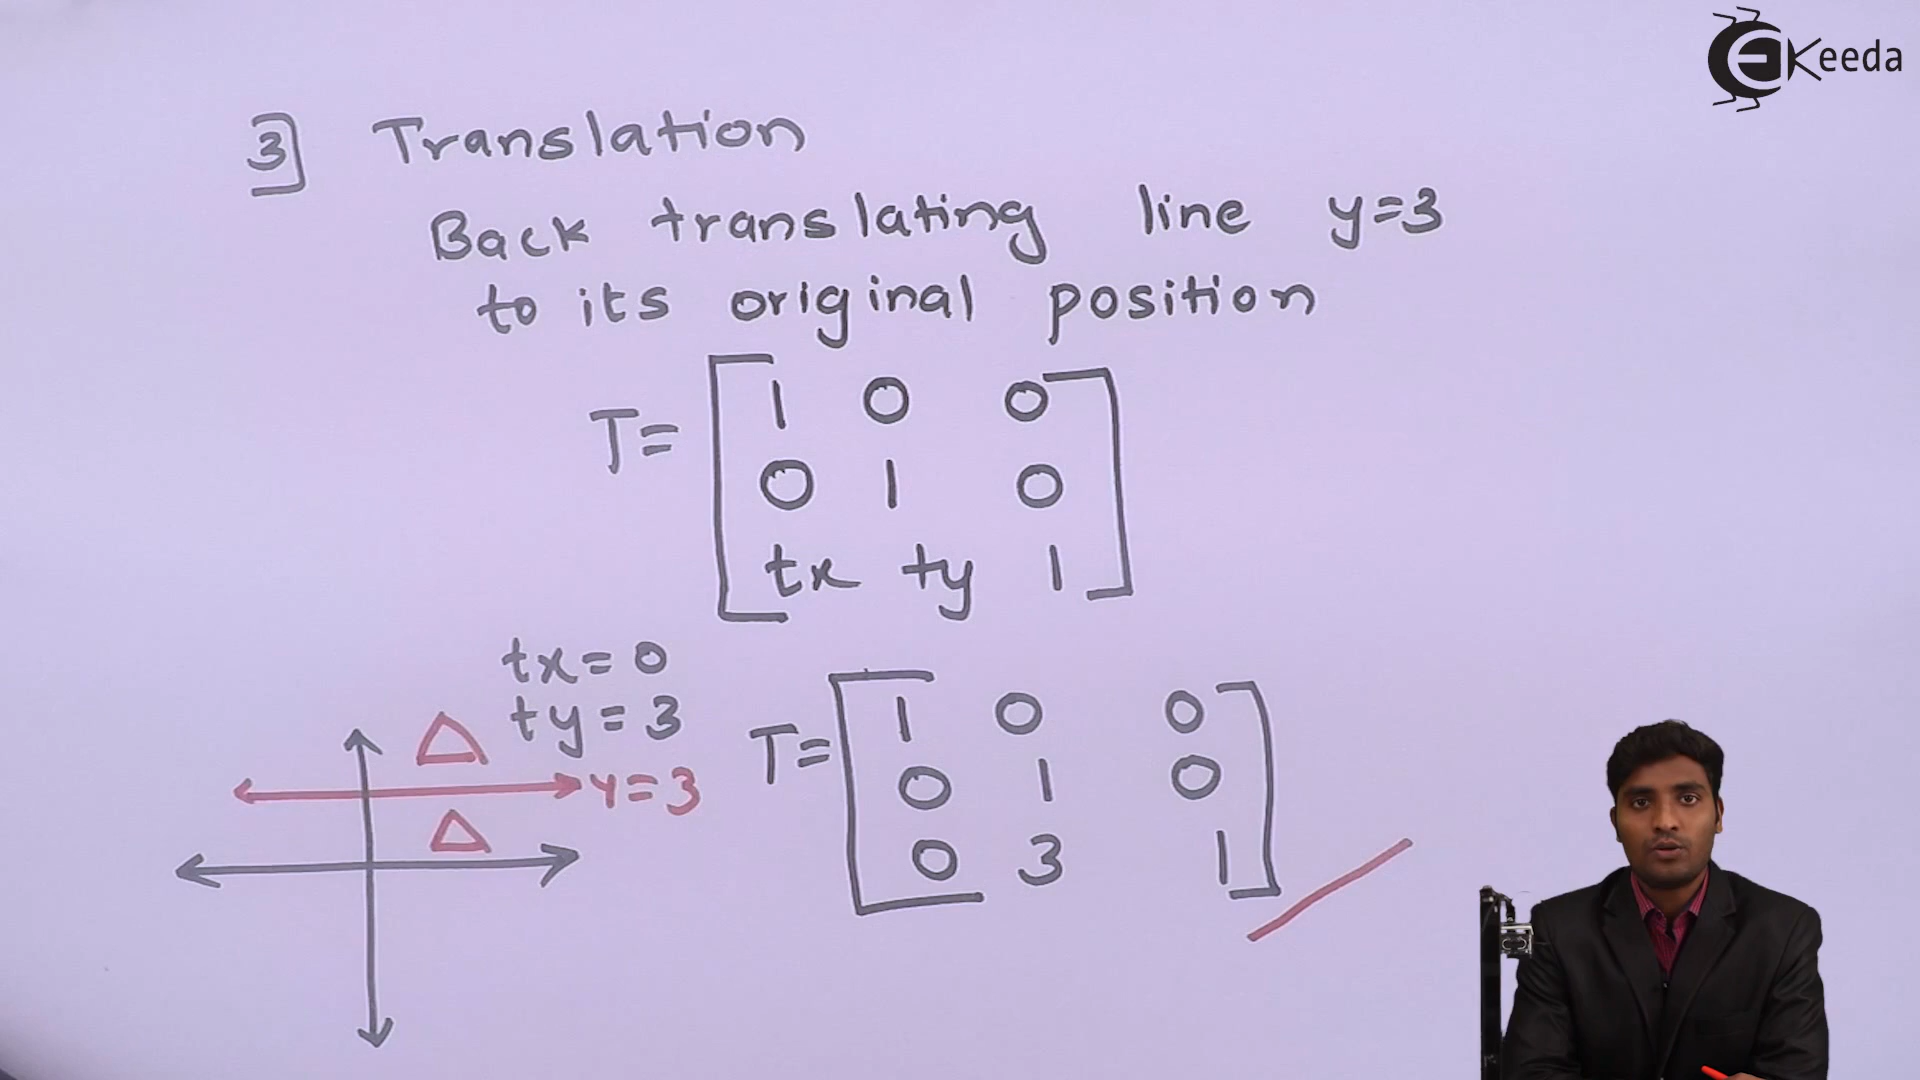 EKeeda
3] Translation
Back translating line y=3
to its original position
T= [ 1 0 0
0 1 0
tx ty 1 ]
tx = 0
ty = 3
y=3
T= [ 1 0 0
0 1 0
0 3 1 ]